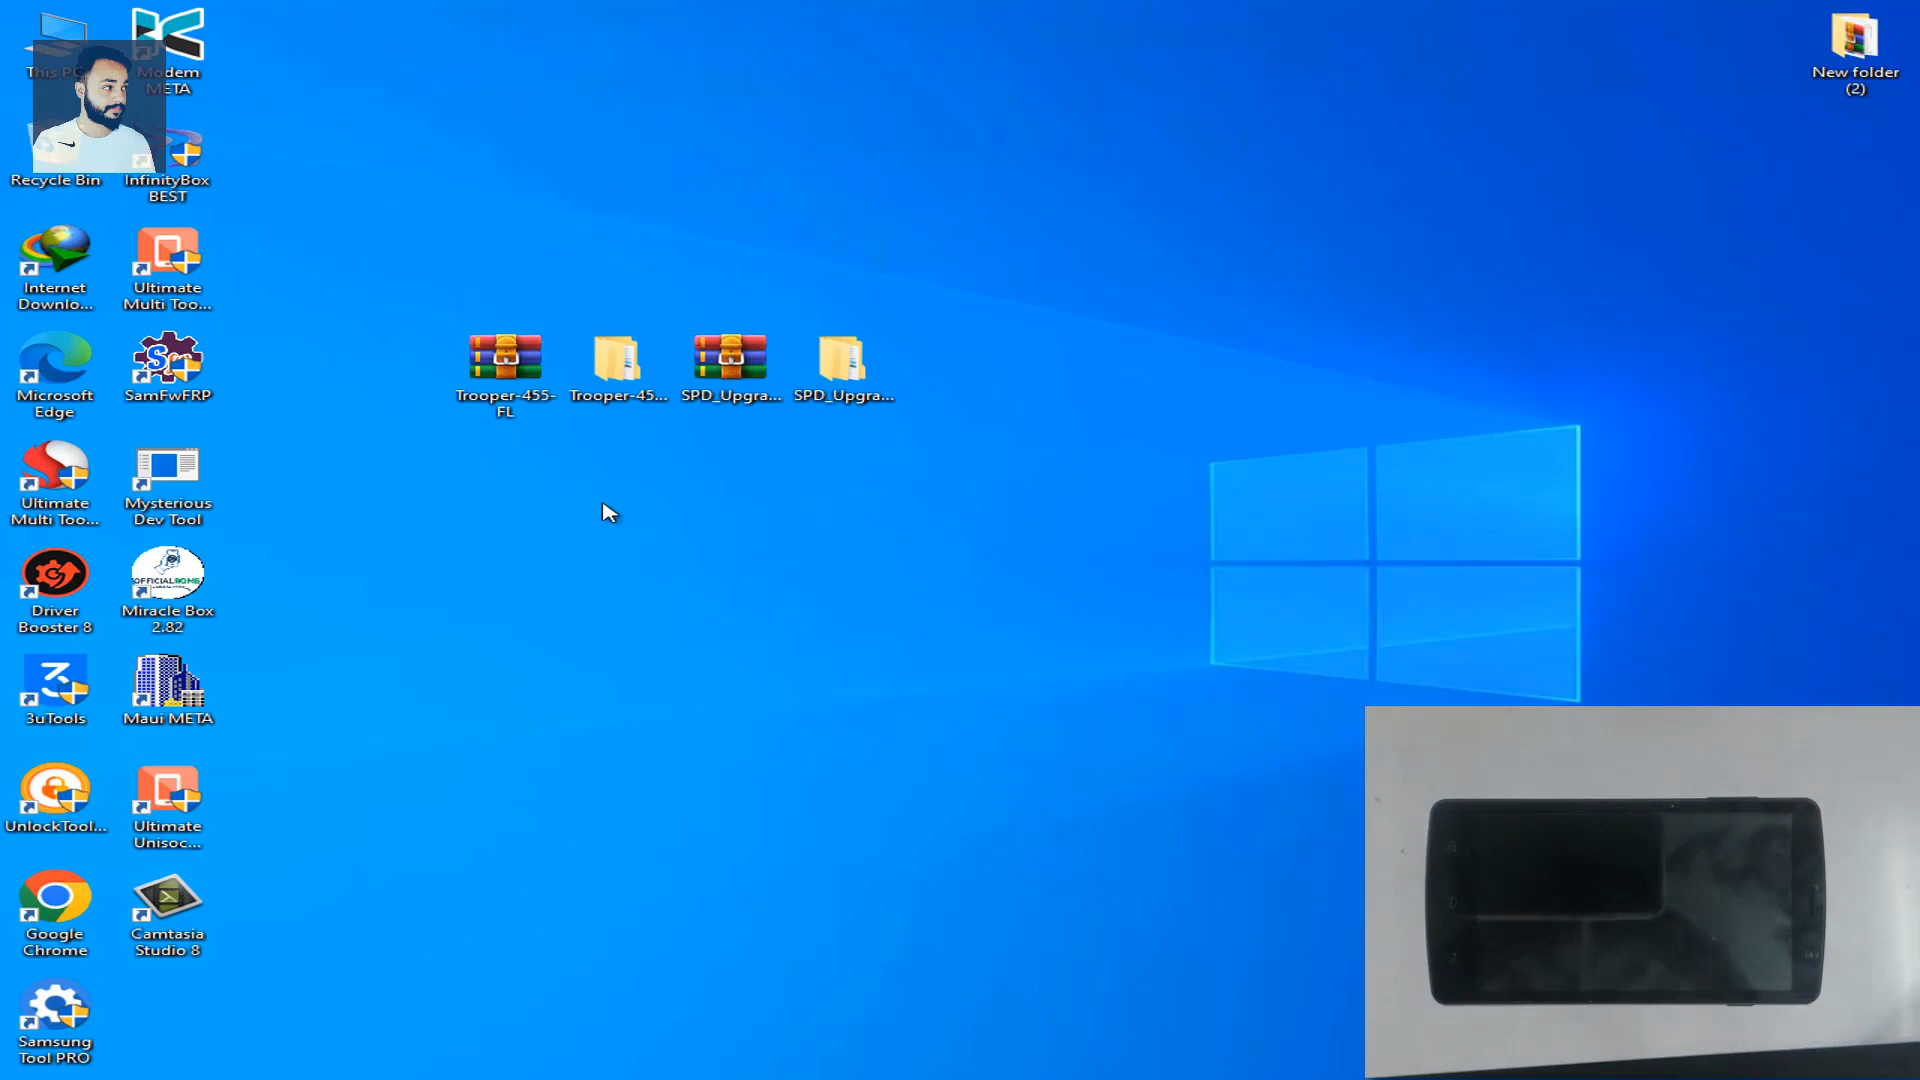 This PC
Modem
META
Recycle Bin
InfinityBox
BEST
Internet
Downlo...
Ultimate
Multi Too...
Microsoft
Edge
SamFwFRP
Ultimate
Multi Too...
Mysterious
Dev Tool
Driver
Booster 8
OFFICIALROMS
Miracle Box
2.82
3uTools
Maui META
UnlockTool...
Ultimate
Unisoc...
Google
Chrome
Camtasia
Studio 8
Samsung
Tool PRO
Trooper-455-
FL
Trooper-45...
SPD_Upgra...
SPD_Upgra...
New folder
(2)